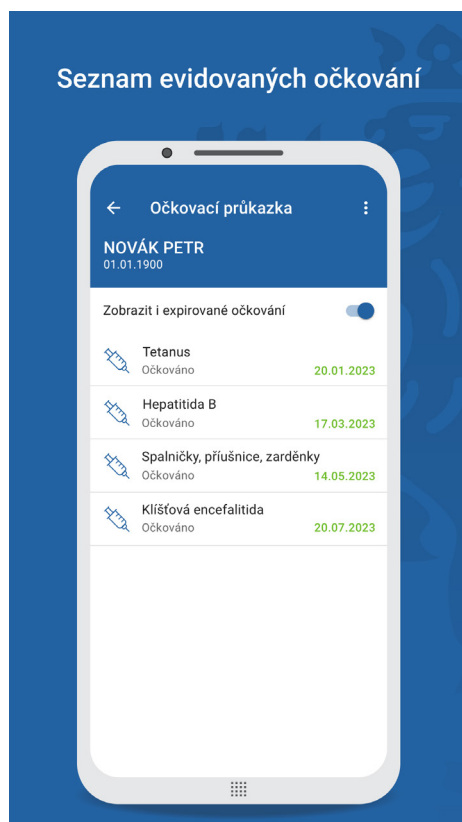 Seznam evidovaných očkování
Očkovací průkazka
NOVÁK PETR
01.01.1900
Zobrazit i expirované očkování
Tetanus
Očkováno 20.01.2023
Hepatitida B
Očkováno 17.03.2023
Spalničky, příušnice, zarděnky
Očkováno 14.05.2023
Klíšťová encefalitida
Očkováno 20.07.2023